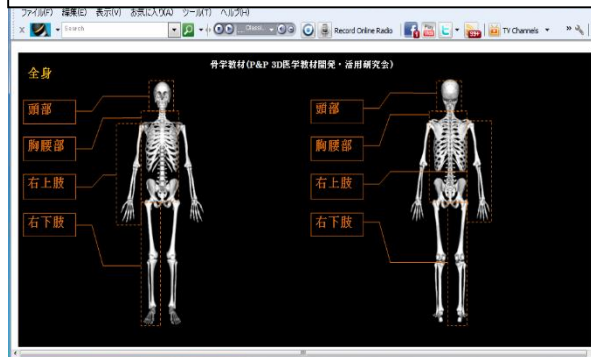 ファイル(F) 編集(E) 表示(V) お気に入り(A) ツール(T) ヘルプ(H)
x Search Chess.. Record Online Radio TV Channels »
骨学教材(P&P 3D医学教材開発・活用研究会)
全身
頭部
胸腰部
右上肢
右下肢
頭部
胸腰部
右上肢
右下肢